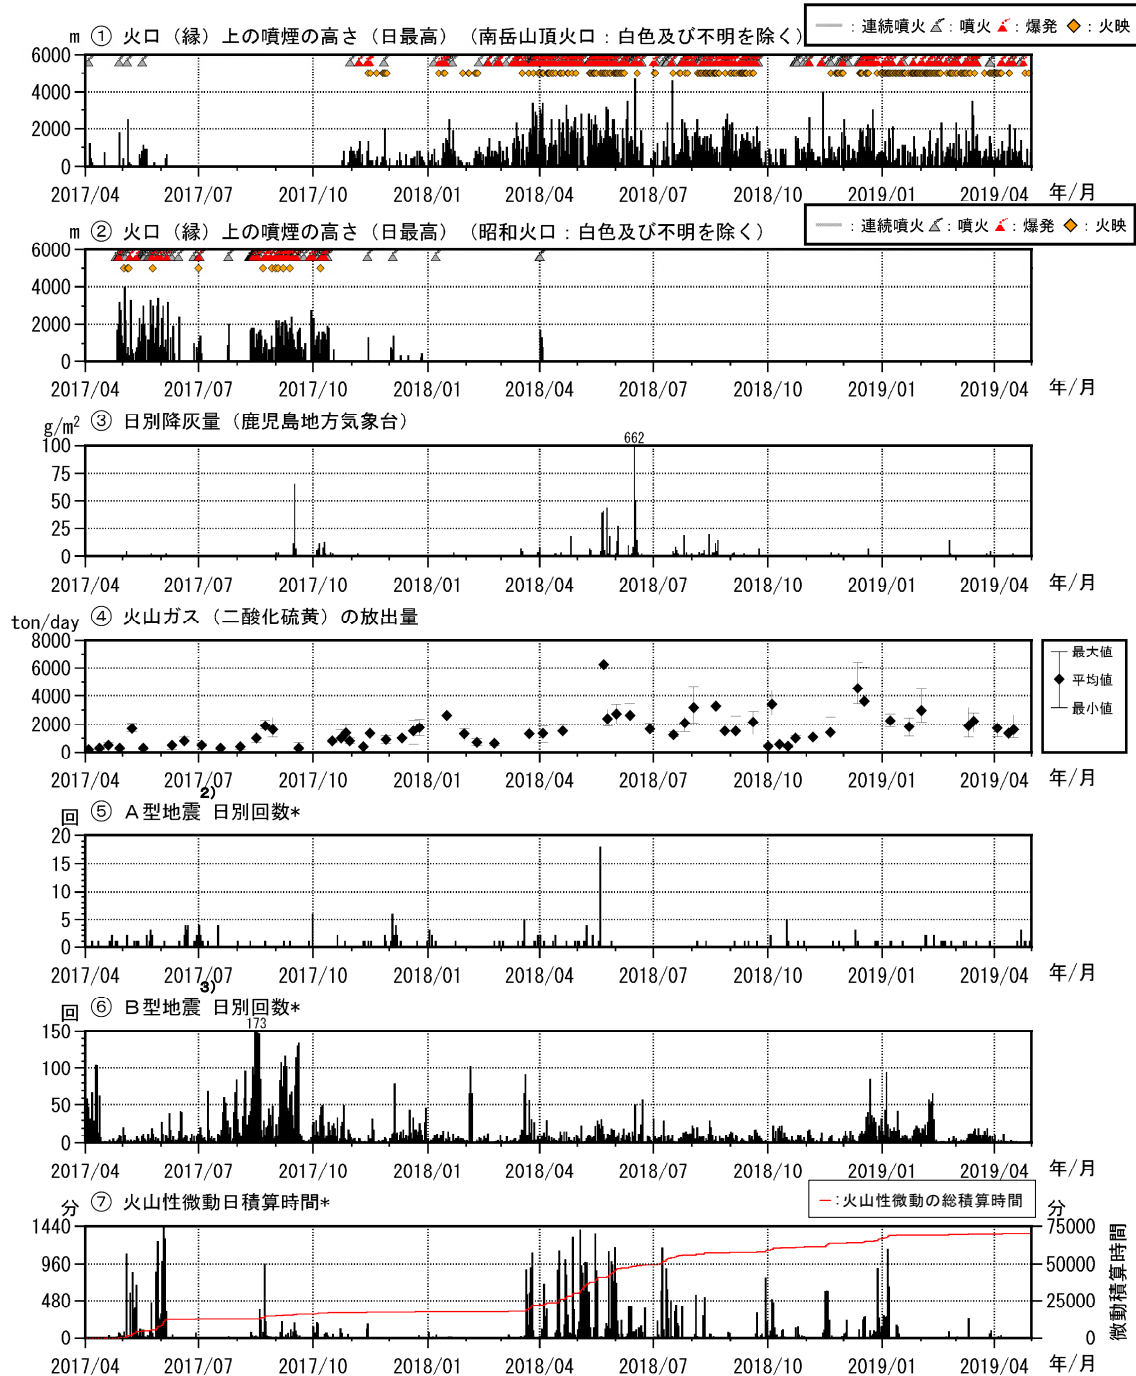 : 連続噴火 : 噴火 : 爆発 : 火映
m ① 火口（縁）上の噴煙の高さ（日最高）（南岳山頂火口：白色及び不明を除く）
6000
4000
2000
0
2017/04 2017/07 2017/10 2018/01 2018/04 2018/07 2018/10 2019/01 2019/04 年/月
: 連続噴火 : 噴火 : 爆発 : 火映
m ② 火口（縁）上の噴煙の高さ（日最高）（昭和火口：白色及び不明を除く）
6000
4000
2000
0
2017/04 2017/07 2017/10 2018/01 2018/04 2018/07 2018/10 2019/01 2019/04 年/月
g/m² ③ 日別降灰量（鹿児島地方気象台）
662
100
75
50
25
0
2017/04 2017/07 2017/10 2018/01 2018/04 2018/07 2018/10 2019/01 2019/04 年/月
ton/day ④ 火山ガス（二酸化硫黄）の放出量
8000
6000
4000
2000
0
最大値
平均値
最小値
2017/04 2017/07 2017/10 2018/01 2018/04 2018/07 2018/10 2019/01 2019/04 年/月
回 ⑤ A型地震2) 日別回数*
20
15
10
5
0
2017/04 2017/07 2017/10 2018/01 2018/04 2018/07 2018/10 2019/01 2019/04 年/月
回 ⑥ B型地震3) 日別回数*
173
150
100
50
0
2017/04 2017/07 2017/10 2018/01 2018/04 2018/07 2018/10 2019/01 2019/04 年/月
分 ⑦ 火山性微動日積算時間*
—:火山性微動の総積算時間 分
1440 75000
960 50000
480 25000
0 0
微動積算時間
2017/04 2017/07 2017/10 2018/01 2018/04 2018/07 2018/10 2019/01 2019/04 年/月